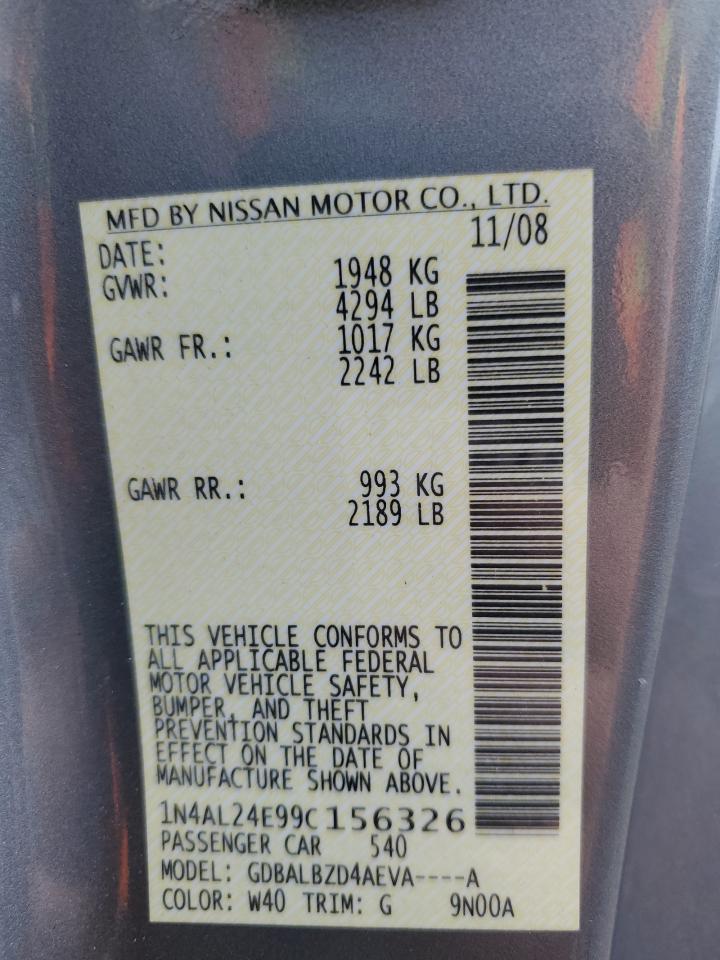 MFD BY NISSAN MOTOR CO., LTD.
DATE: 11/08
GVWR: 1948 KG
4294 LB
GAWR FR.: 1017 KG
2242 LB
GAWR RR.: 993 KG
2189 LB
THIS VEHICLE CONFORMS TO
ALL APPLICABLE FEDERAL
MOTOR VEHICLE SAFETY,
BUMPER, AND THEFT
PREVENTION STANDARDS IN
EFFECT ON THE DATE OF
MANUFACTURE SHOWN ABOVE.
1N4AL24E99C156326
PASSENGER CAR 540
MODEL: GDBALBZD4AEVA----A
COLOR: W40 TRIM: G 9N00A